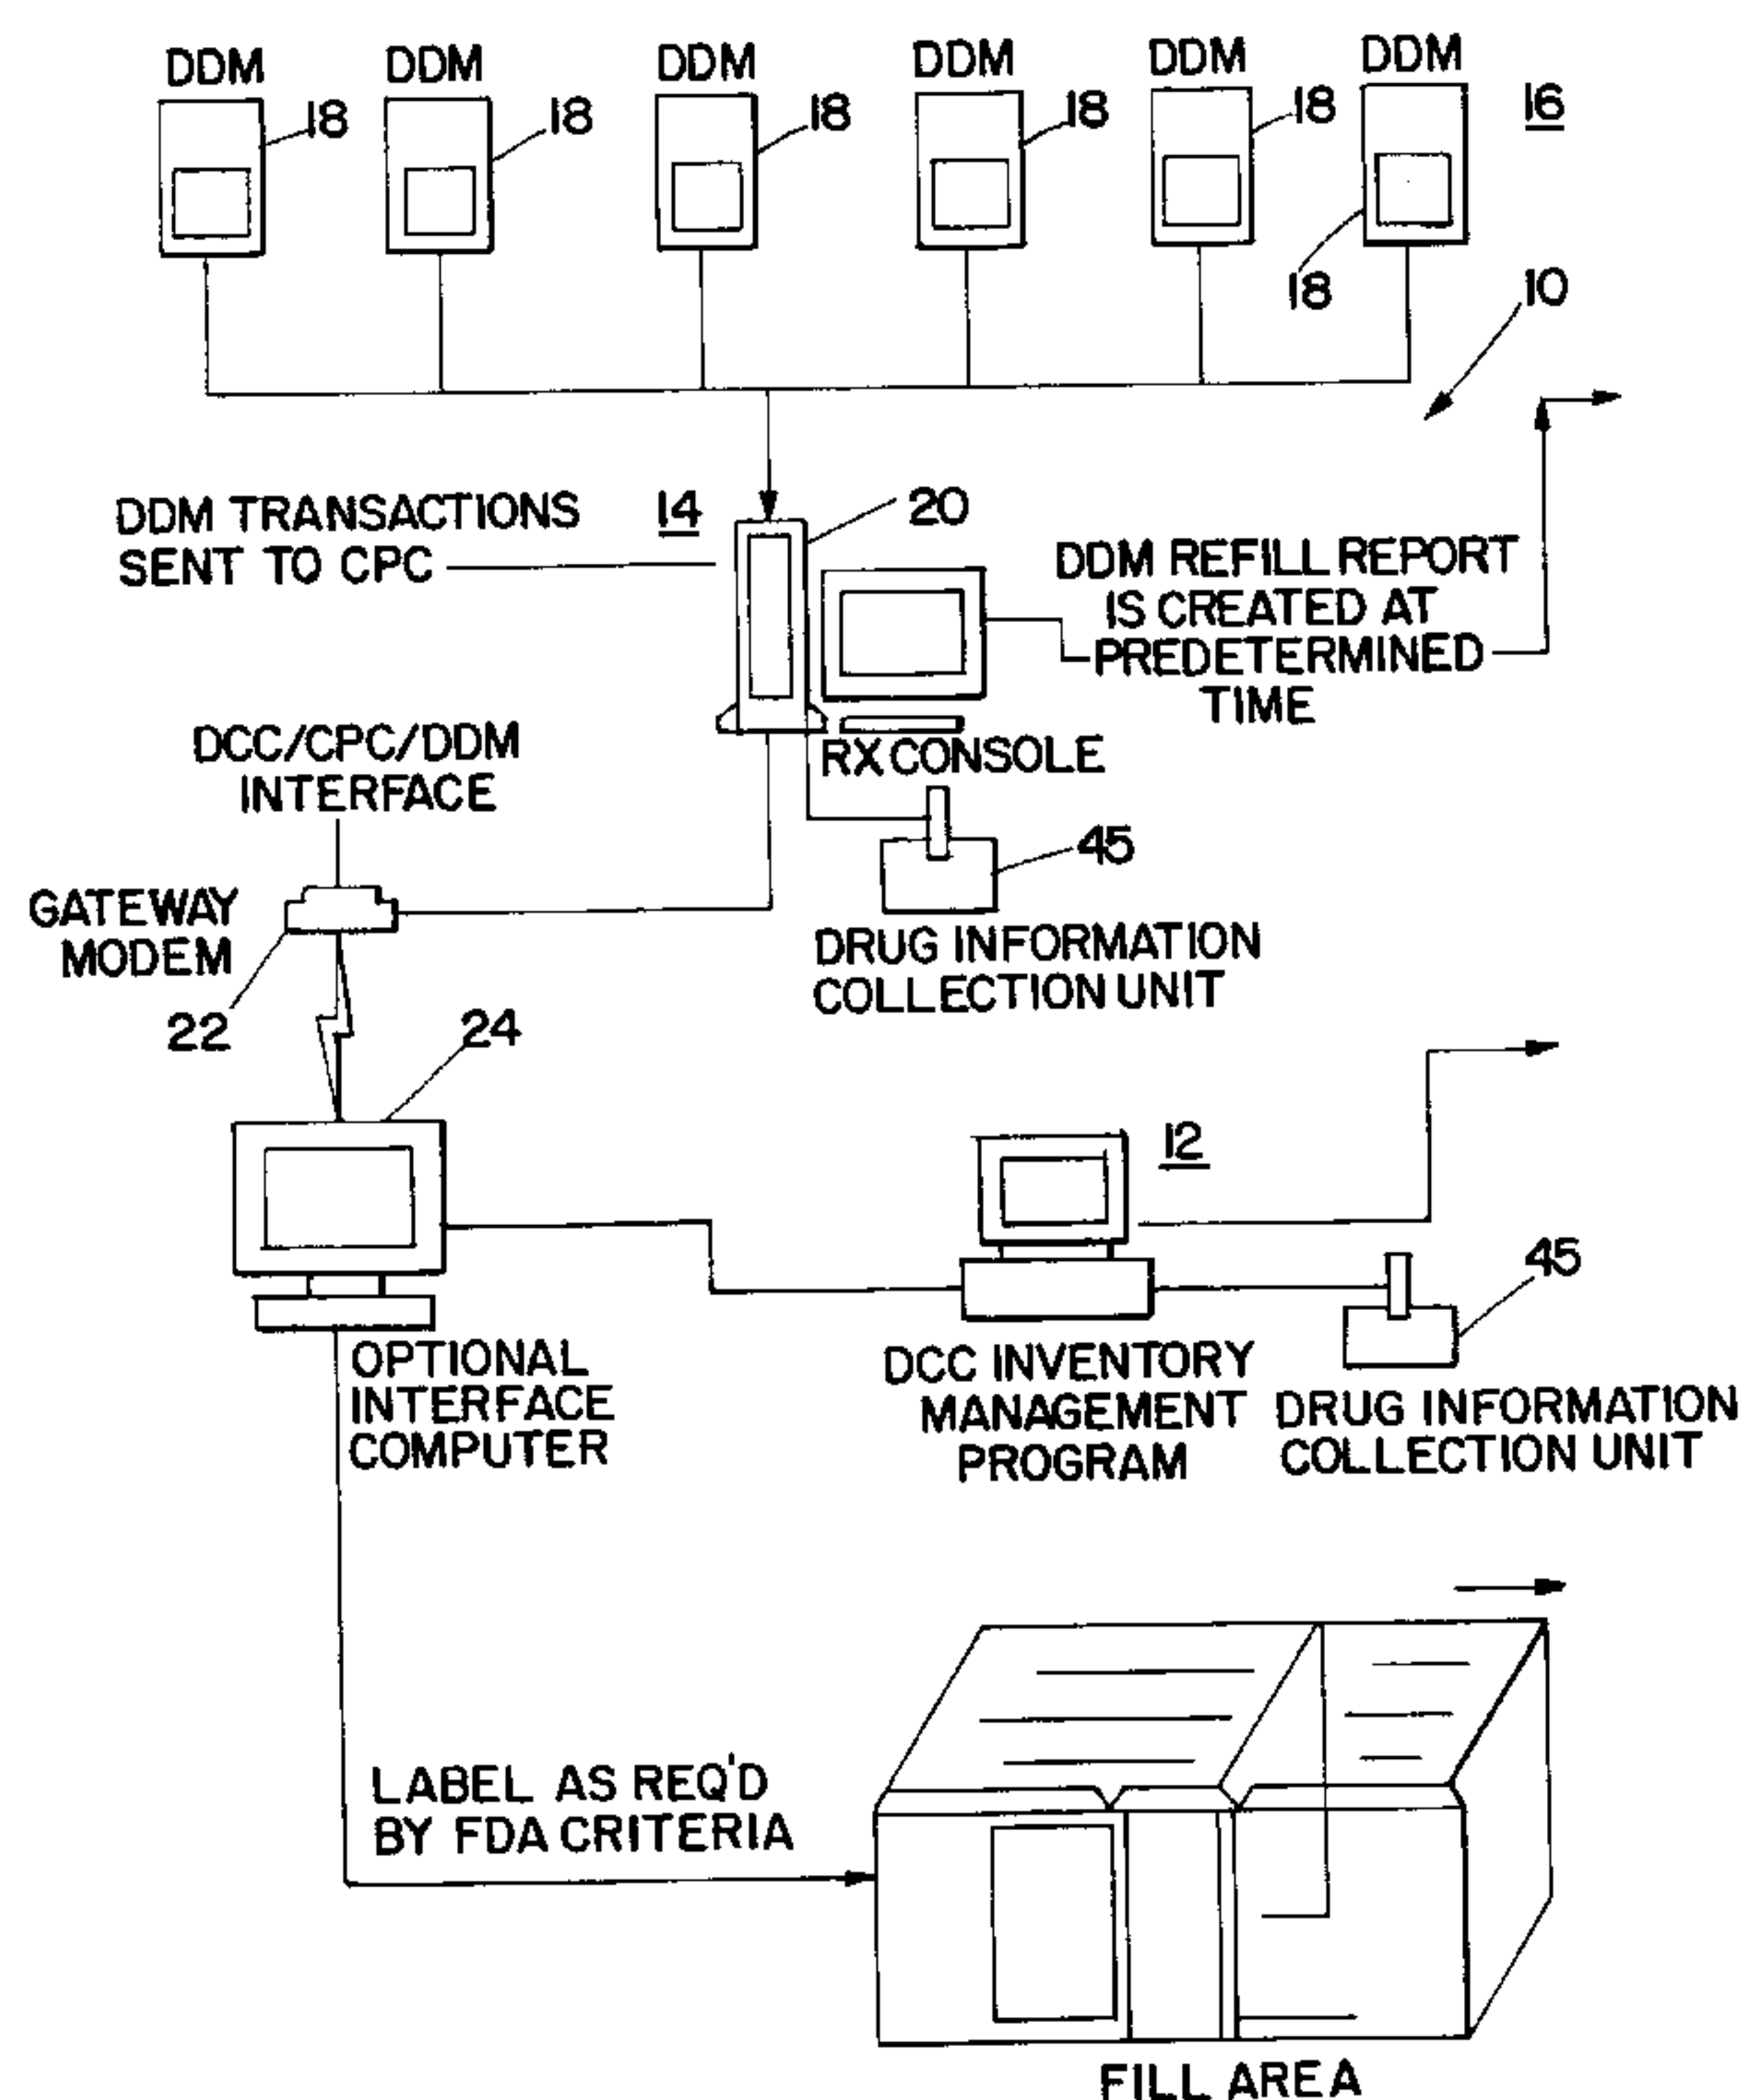 DDM DDM DDM DDM DDM DDM
18 18 18 18 18 16
18
10
DDM TRANSACTIONS
SENT TO CPC
14
20
DDM REFILL REPORT
IS CREATED AT
PREDETERMINED
TIME
RX CONSOLE
DCC/CPC/DDM
INTERFACE
45
GATEWAY
MODEM
DRUG INFORMATION
COLLECTION UNIT
22
24
12
45
OPTIONAL
INTERFACE
COMPUTER
DCC INVENTORY
MANAGEMENT
PROGRAM
DRUG INFORMATION
COLLECTION UNIT
LABEL AS REQ'D
BY FDA CRITERIA
FILL AREA